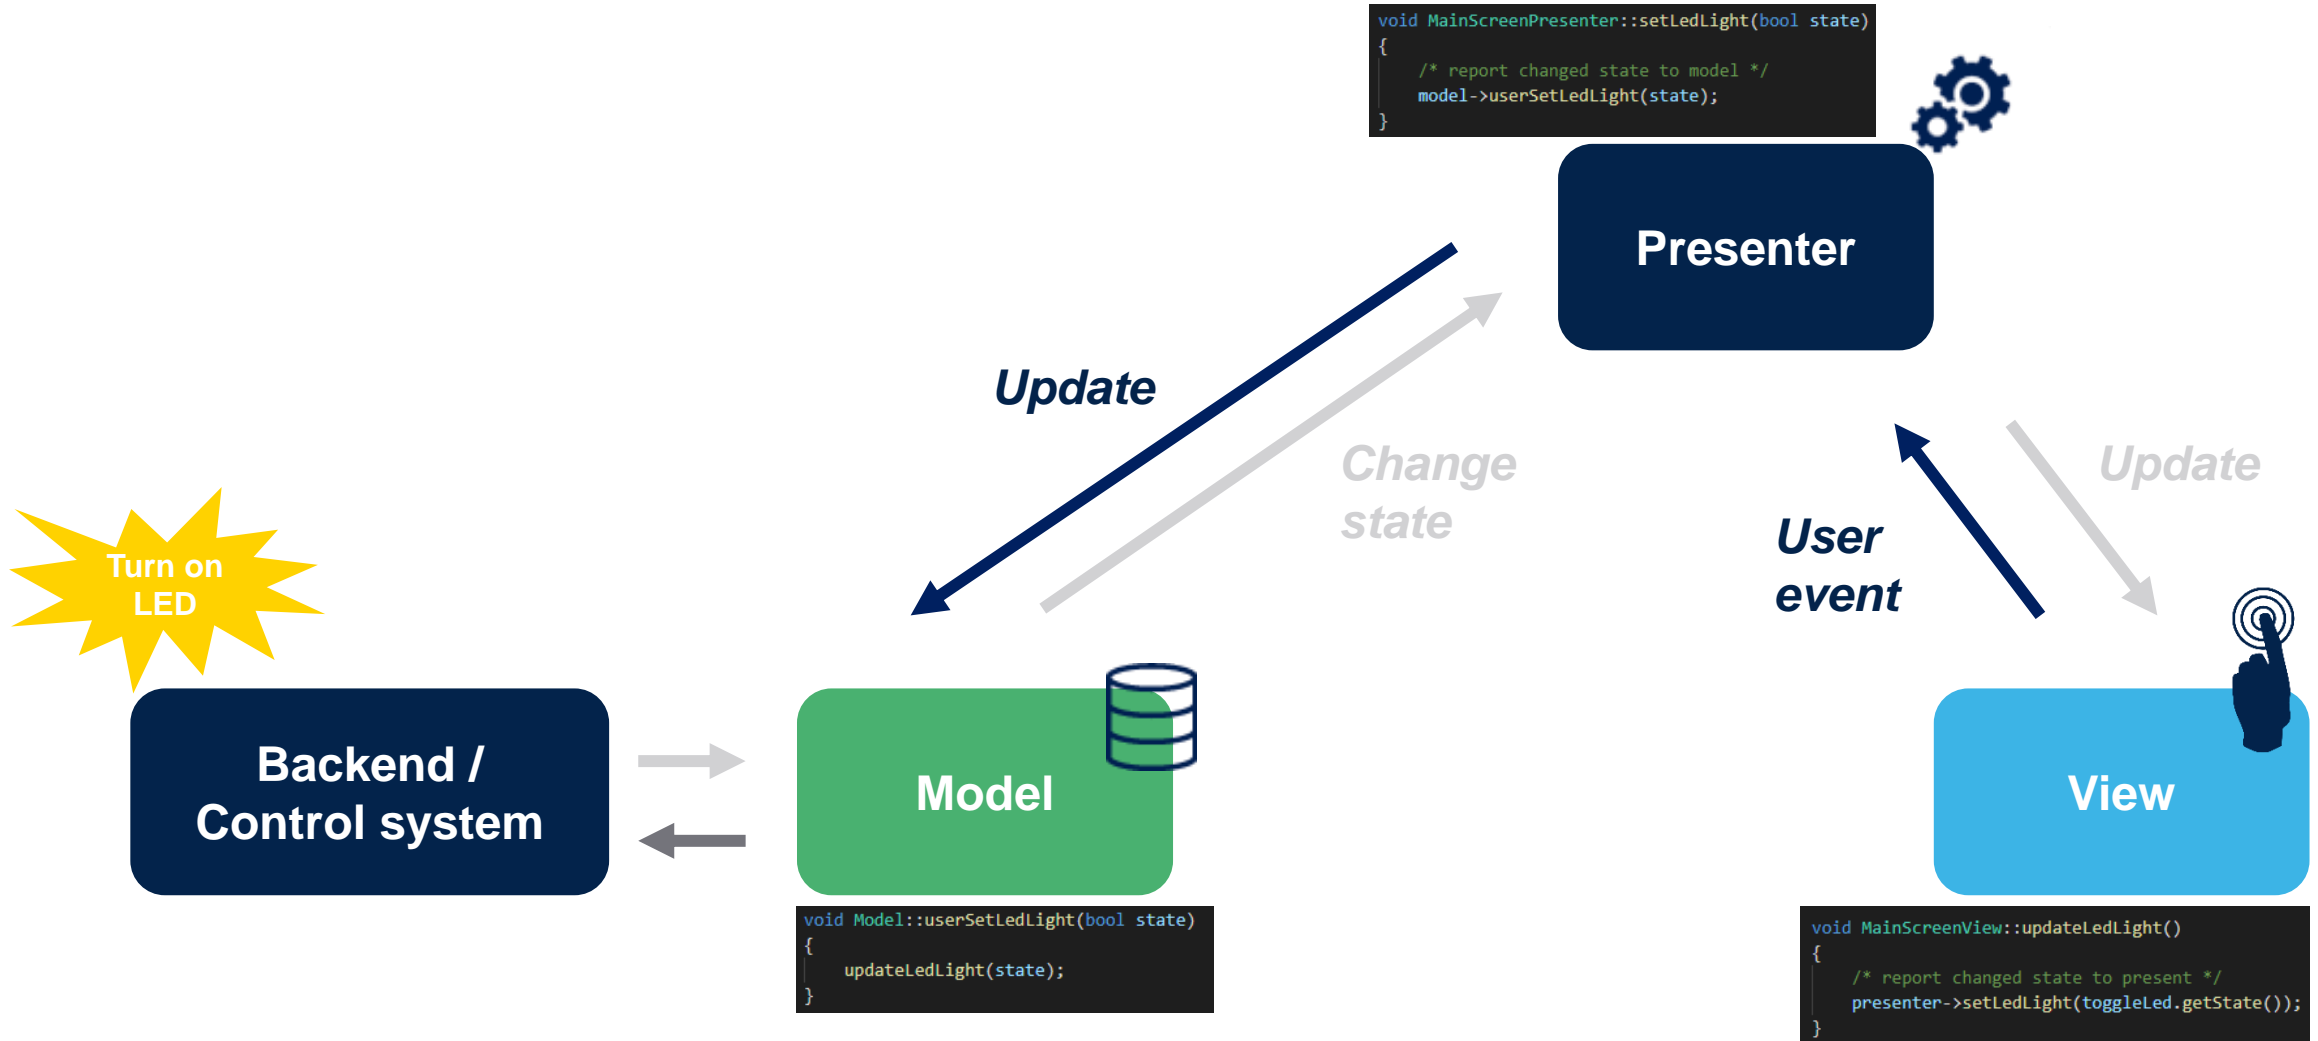 void MainScreenPresenter::setLedLight(bool state)
{
/* report changed state to model */
model->userSetLedLight(state);
}
Presenter
Update
Change
state
Update
User
event
Turn on
LED
Backend /
Control system
Model
View
void Model::userSetLedLight(bool state)
{
updateLedLight(state);
}
void MainScreenView::updateLedLight()
{
/* report changed state to present */
presenter->setLedLight(toggleLed.getState());
}